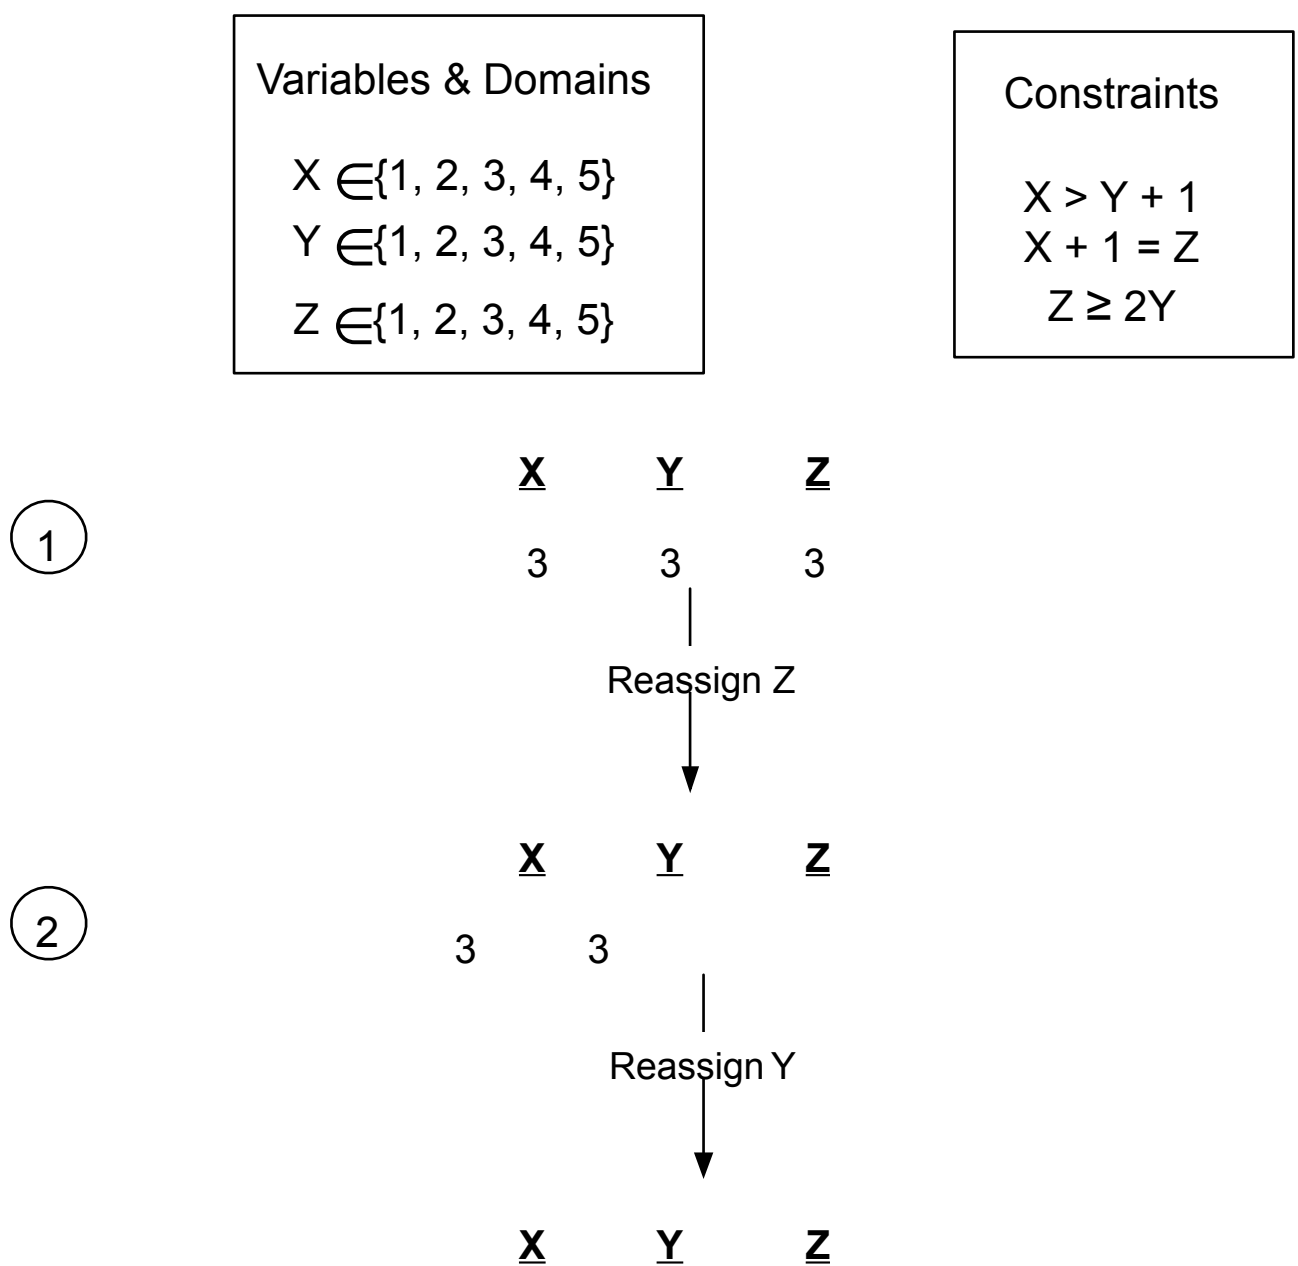 Variables & Domains
X ∈{1, 2, 3, 4, 5}
Y ∈{1, 2, 3, 4, 5}
Z ∈{1, 2, 3, 4, 5}
Constraints
X > Y + 1
X + 1 = Z
Z ≥ 2Y
X Y Z
1
3 3 3
Reassign Z
X Y Z
2
3 3
Reassign Y
X Y Z